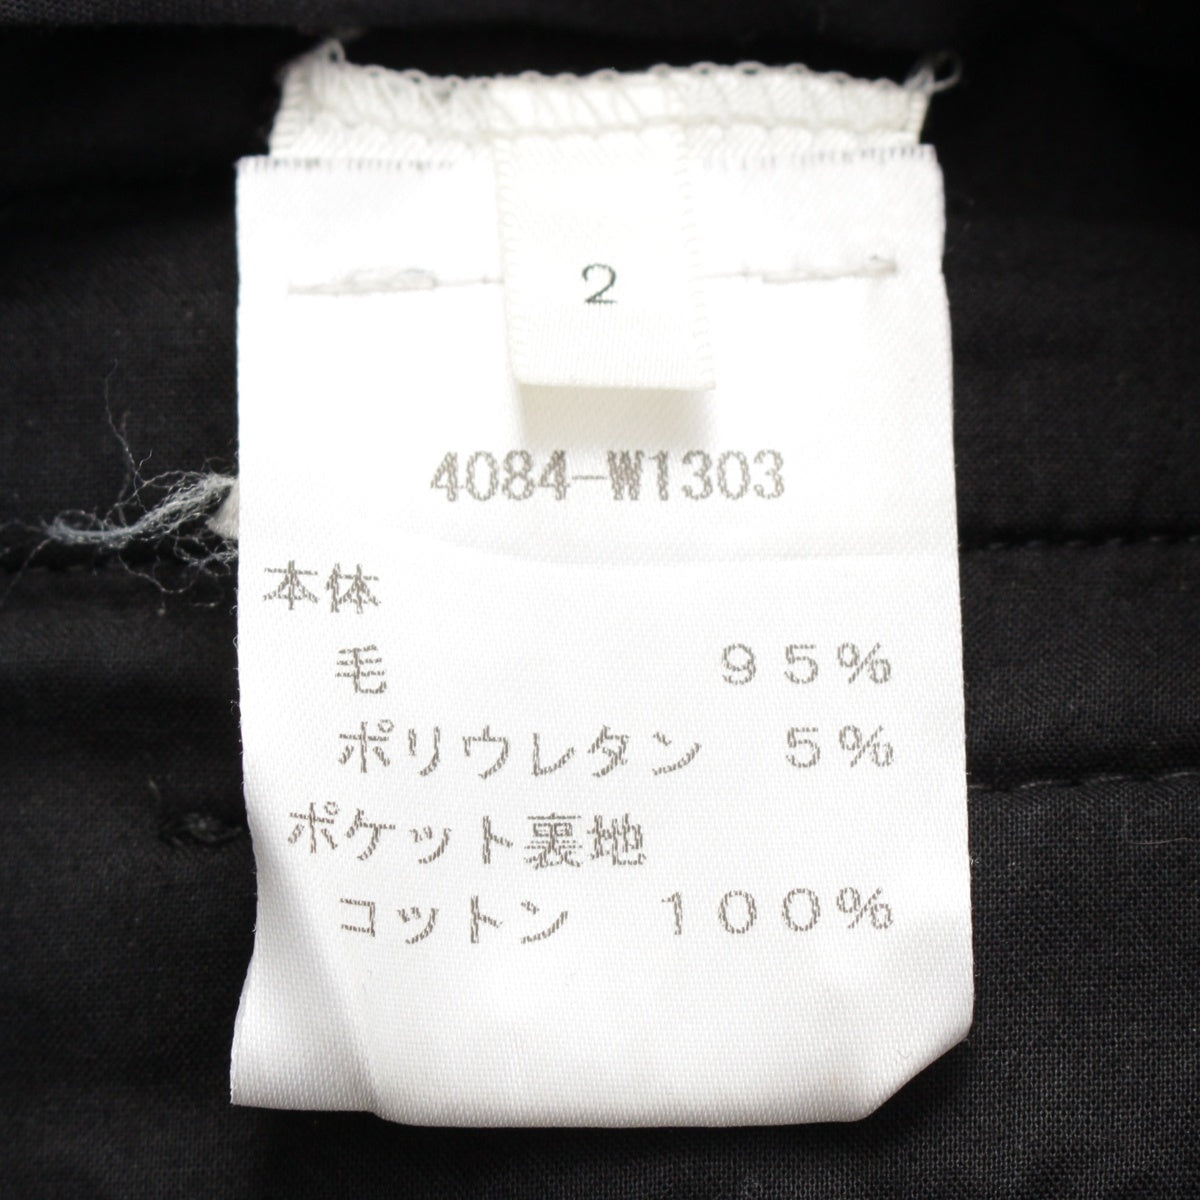 2
4084-W1303
本体
毛 95%
ポリウレタン 5%
ポケット裏地
コットン 100%